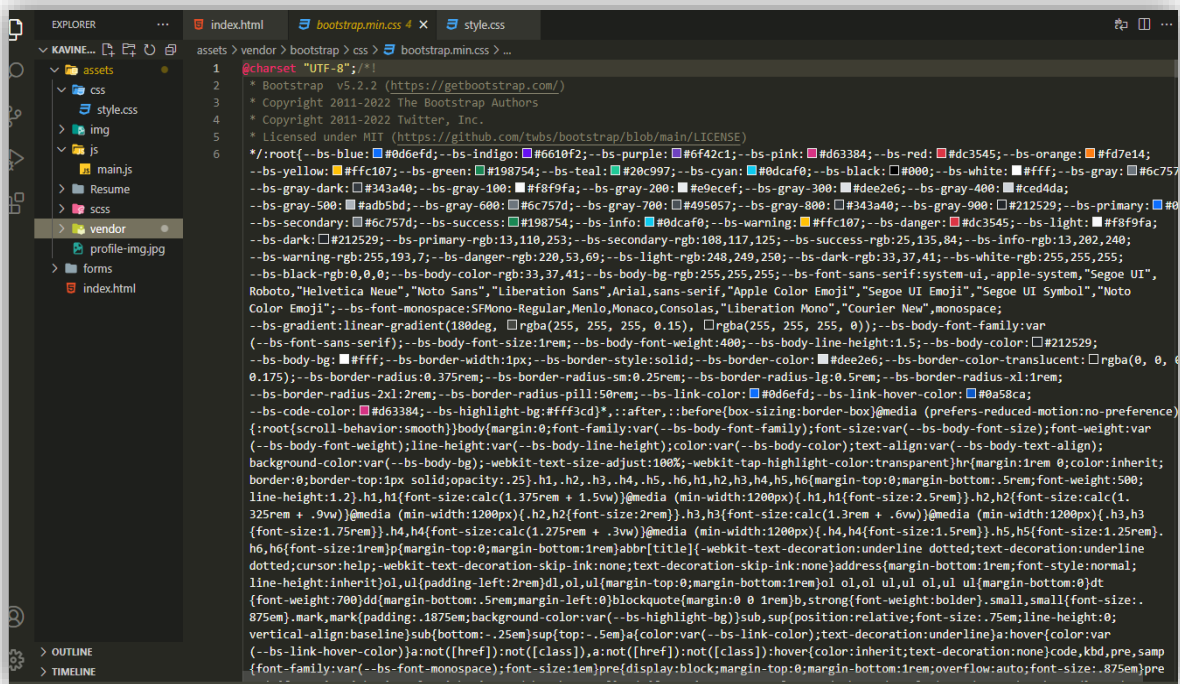 EXPLORER
KAVINE...
assets
css
style.css
img
js
main.js
Resume
scss
vendor
profile-img.jpg
forms
index.html
OUTLINE
TIMELINE
index.html
bootstrap.min.css 4
style.css
assets > vendor > bootstrap > css > bootstrap.min.css > ...
1 @charset "UTF-8";/*!
2 * Bootstrap v5.2.2 (https://getbootstrap.com/)
3 * Copyright 2011-2022 The Bootstrap Authors
4 * Copyright 2011-2022 Twitter, Inc.
5 * Licensed under MIT (https://github.com/twbs/bootstrap/blob/main/LICENSE)
6 */:root{--bs-blue:#0d6efd;--bs-indigo:#6610f2;--bs-purple:#6f42c1;--bs-pink:#d63384;--bs-red:#dc3545;--bs-orange:#fd7e14;
--bs-yellow:#ffc107;--bs-green:#198754;--bs-teal:#20c997;--bs-cyan:#0dcaf0;--bs-black:#000;--bs-white:#fff;--bs-gray:#6c757
--bs-gray-dark:#343a40;--bs-gray-100:#f8f9fa;--bs-gray-200:#e9ecef;--bs-gray-300:#dee2e6;--bs-gray-400:#ced4da;
--bs-gray-500:#adb5bd;--bs-gray-600:#6c757d;--bs-gray-700:#495057;--bs-gray-800:#343a40;--bs-gray-900:#212529;--bs-primary:#0
--bs-secondary:#6c757d;--bs-success:#198754;--bs-info:#0dcaf0;--bs-warning:#ffc107;--bs-danger:#dc3545;--bs-light:#f8f9fa;
--bs-dark:#212529;--bs-primary-rgb:13,110,253;--bs-secondary-rgb:108,117,125;--bs-success-rgb:25,135,84;--bs-info-rgb:13,202,240;
--bs-warning-rgb:255,193,7;--bs-danger-rgb:220,53,69;--bs-light-rgb:248,249,250;--bs-dark-rgb:33,37,41;--bs-white-rgb:255,255,255;
--bs-black-rgb:0,0,0;--bs-body-color-rgb:33,37,41;--bs-body-bg-rgb:255,255,255;--bs-font-sans-serif:system-ui,-apple-system,"Segoe UI",
Roboto,"Helvetica Neue","Noto Sans","Liberation Sans",Arial,sans-serif,"Apple Color Emoji","Segoe UI Emoji","Segoe UI Symbol","Noto
Color Emoji";--bs-font-monospace:SFMono-Regular,Menlo,Monaco,Consolas,"Liberation Mono","Courier New",monospace;
--bs-gradient:linear-gradient(180deg, rgba(255, 255, 255, 0.15), rgba(255, 255, 255, 0));--bs-body-font-family:var
(--bs-font-sans-serif);--bs-body-font-size:1rem;--bs-body-font-weight:400;--bs-body-line-height:1.5;--bs-body-color:#212529;
--bs-body-bg:#fff;--bs-border-width:1px;--bs-border-style:solid;--bs-border-color:#dee2e6;--bs-border-color-translucent:rgba(0, 0, 0
0.175);--bs-border-radius:0.375rem;--bs-border-radius-sm:0.25rem;--bs-border-radius-lg:0.5rem;--bs-border-radius-xl:1rem;
--bs-border-radius-2xl:2rem;--bs-border-radius-pill:50rem;--bs-link-color:#0d6efd;--bs-link-hover-color:#0a58ca;
--bs-code-color:#d63384;--bs-highlight-bg:#fff3cd}*,::after,::before{box-sizing:border-box}@media (prefers-reduced-motion:no-preference)
{:root{scroll-behavior:smooth}}body{margin:0;font-family:var(--bs-body-font-family);font-size:var(--bs-body-font-size);font-weight:var
(--bs-body-font-weight);line-height:var(--bs-body-line-height);color:var(--bs-body-color);text-align:var(--bs-body-text-align);
background-color:var(--bs-body-bg);-webkit-text-size-adjust:100%;-webkit-tap-highlight-color:transparent}hr{margin:1rem 0;color:inherit;
border:0;border-top:1px solid;opacity:.25}.h1,.h2,.h3,.h4,.h5,.h6,h1,h2,h3,h4,h5,h6{margin-top:0;margin-bottom:.5rem;font-weight:500;
line-height:1.2}.h1,h1{font-size:calc(1.375rem + 1.5vw)}@media (min-width:1200px){.h1,h1{font-size:2.5rem}}.h2,h2{font-size:calc(1.
325rem + .9vw)}@media (min-width:1200px){.h2,h2{font-size:2rem}}.h3,h3{font-size:calc(1.3rem + .6vw)}@media (min-width:1200px){.h3,h3
{font-size:1.75rem}}.h4,h4{font-size:calc(1.275rem + .3vw)}@media (min-width:1200px){.h4,h4{font-size:1.5rem}}.h5,h5{font-size:1.25rem}.
h6,h6{font-size:1rem}p{margin-top:0;margin-bottom:1rem}abbr[title]{-webkit-text-decoration:underline dotted;text-decoration:underline
dotted;cursor:help;-webkit-text-decoration-skip-ink:none;text-decoration-skip-ink:none}address{margin-bottom:1rem;font-style:normal;
line-height:inherit}ol,ul{padding-left:2rem}dl,ol,ul{margin-top:0;margin-bottom:1rem}ol ol,ol ul,ul ol,ul ul{margin-bottom:0}dt
{font-weight:700}dd{margin-bottom:.5rem;margin-left:0}blockquote{margin:0 0 1rem}b,strong{font-weight:bolder}.small,small{font-size:.
875em}.mark,mark{padding:.1875em;background-color:var(--bs-highlight-bg)}sub,sup{position:relative;font-size:.75em;line-height:0;
vertical-align:baseline}sub{bottom:-.25em}sup{top:-.5em}a{color:var(--bs-link-color);text-decoration:underline}a:hover{color:var
(--bs-link-hover-color)}a:not([href]):not([class]),a:not([href]):not([class]):hover{color:inherit;text-decoration:none}code,kbd,pre,samp
{font-family:var(--bs-font-monospace);font-size:1em}pre{display:block;margin-top:0;margin-bottom:1rem;overflow:auto;font-size:.875em}pre